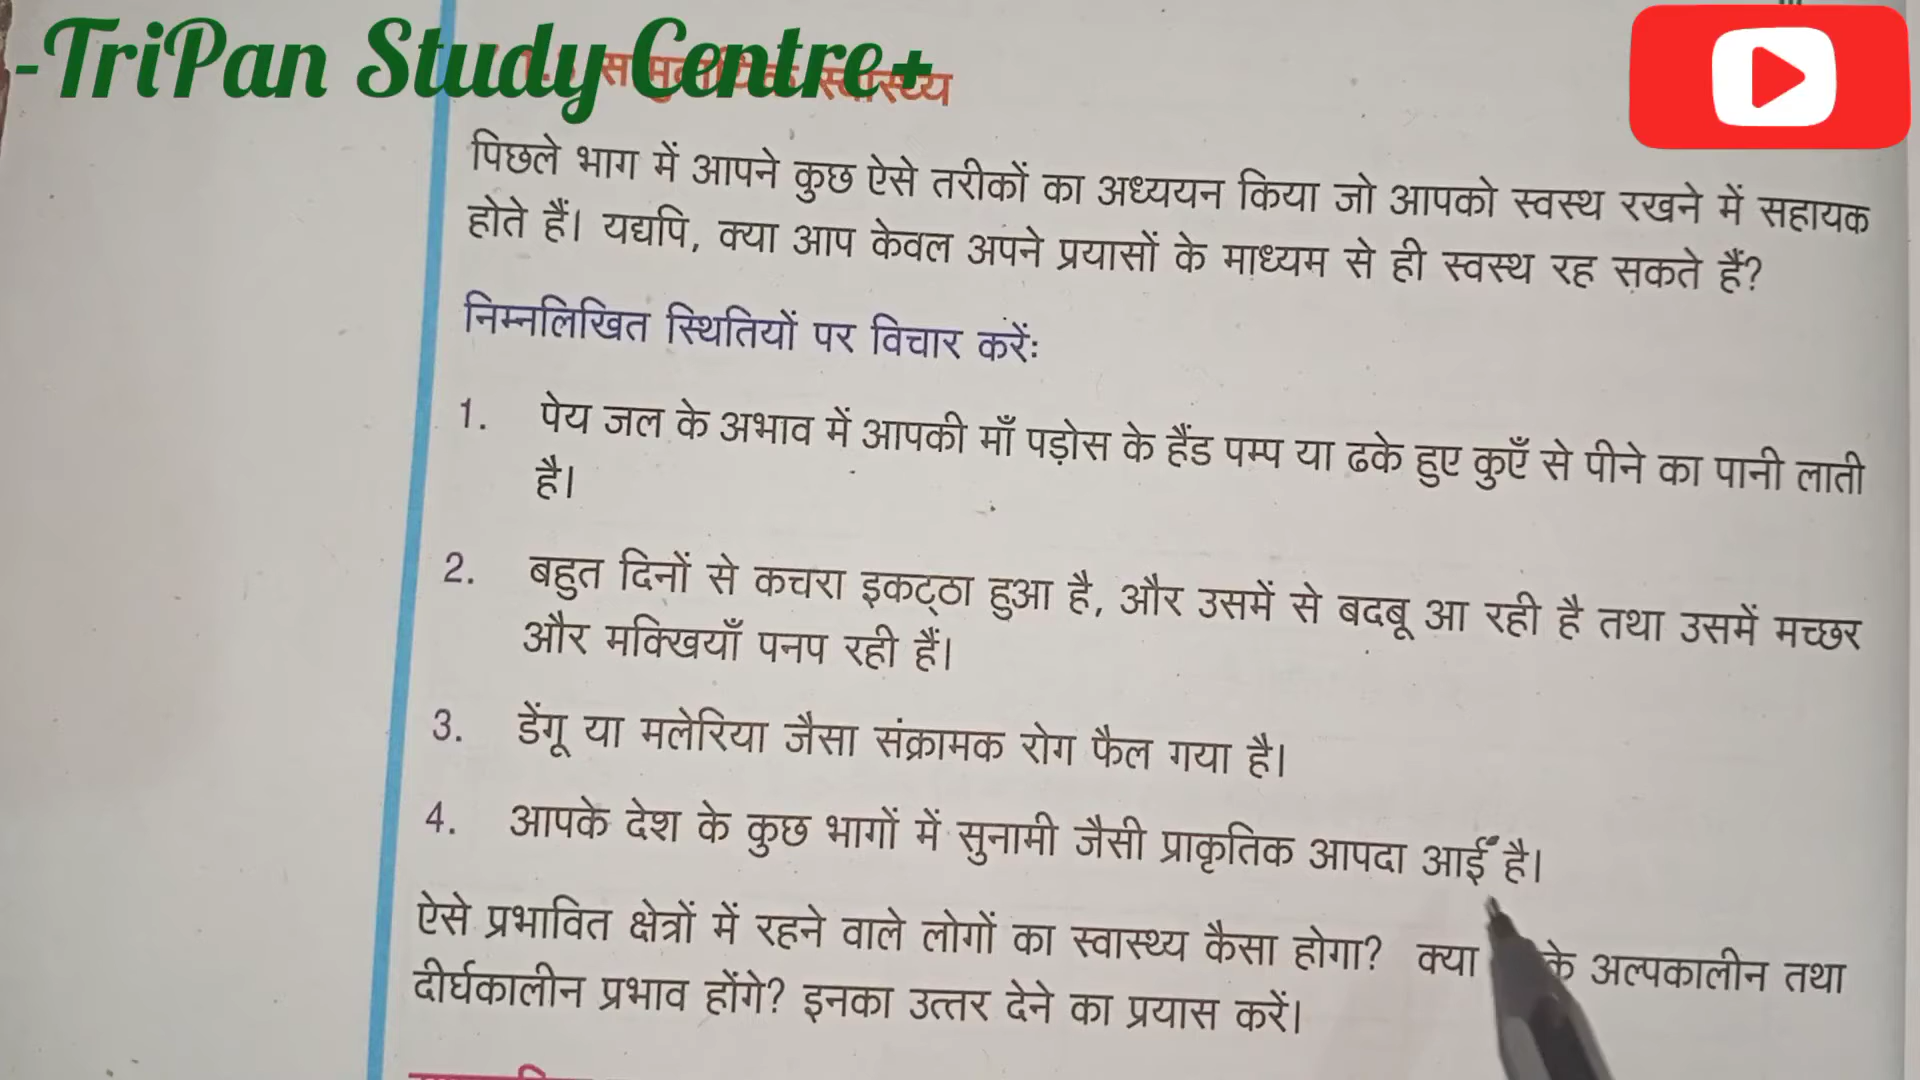 -TriPan Study Centre+
स्वास्थ्य
पिछले भाग में आपने कुछ ऐसे तरीकों का अध्ययन किया जो आपको स्वस्थ रखने में सहायक
होते हैं। यद्यपि, क्या आप केवल अपने प्रयासों के माध्यम से ही स्वस्थ रह सकते हैं?
निम्नलिखित स्थितियों पर विचार करेंः
1. पेय जल के अभाव में आपकी माँ पड़ोस के हैंड पम्प या ढके हुए कुएँ से पीने का पानी लाती
है।
2. बहुत दिनों से कचरा इकट्ठा हुआ है, और उसमें से बदबू आ रही है तथा उसमें मच्छर
और मक्खियाँ पनप रही हैं।
3. डेंगू या मलेरिया जैसा संक्रामक रोग फैल गया है।
4. आपके देश के कुछ भागों में सुनामी जैसी प्राकृतिक आपदा आई है।
ऐसे प्रभावित क्षेत्रों में रहने वाले लोगों का स्वास्थ्य कैसा होगा? क्या के अल्पकालीन तथा
दीर्घकालीन प्रभाव होंगे? इनका उत्तर देने का प्रयास करें।